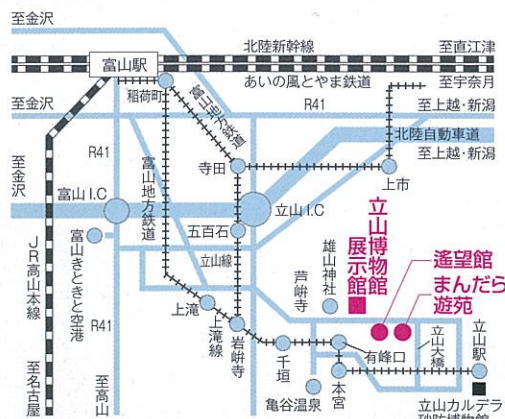 至金沢
北陸新幹線
至直江津
富山駅
あいの風とやま鉄道
至宇奈月
稲荷町
至金沢
富山地方鉄道
R41
至上越・新潟
北陸自動車道
至上越・新潟
R41
至金沢
寺田
上市
富山I.C
富山地方鉄道
立山I.C
五百石
立山線
富山きときと空港
JR高山本線
立山博物館
展示館
雄山神社
芦峅寺
遙望館
まんだら
遊苑
上滝
上滝線
岩峅寺
R41
千垣
有峰口
立山大橋
立山駅
至名古屋
至高山
亀谷温泉
本宮
立山カルデラ
砂防博物館